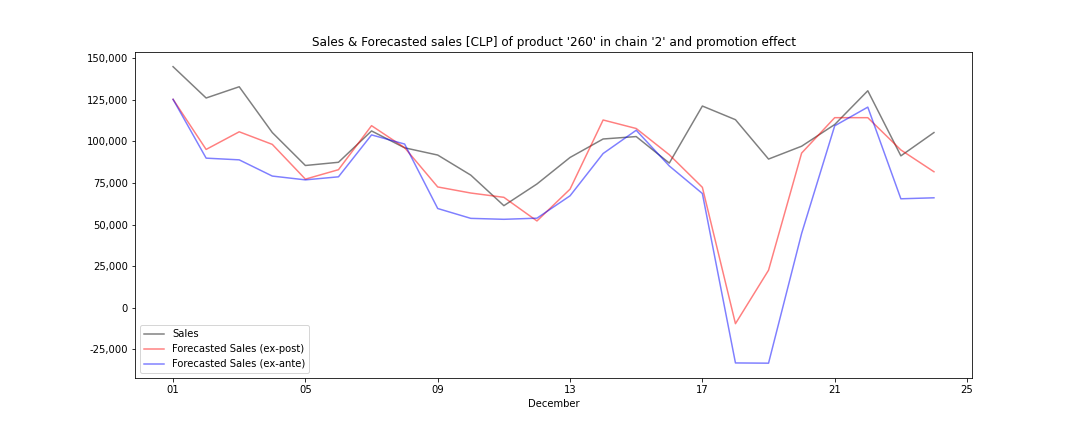 Sales & Forecasted sales [CLP] of product '260' in chain '2' and promotion effect
150,000
125,000
100,000
75,000
50,000
25,000
0
-25,000
Sales
Forecasted Sales (ex-post)
Forecasted Sales (ex-ante)
01 05 09 13 17 21 25
December